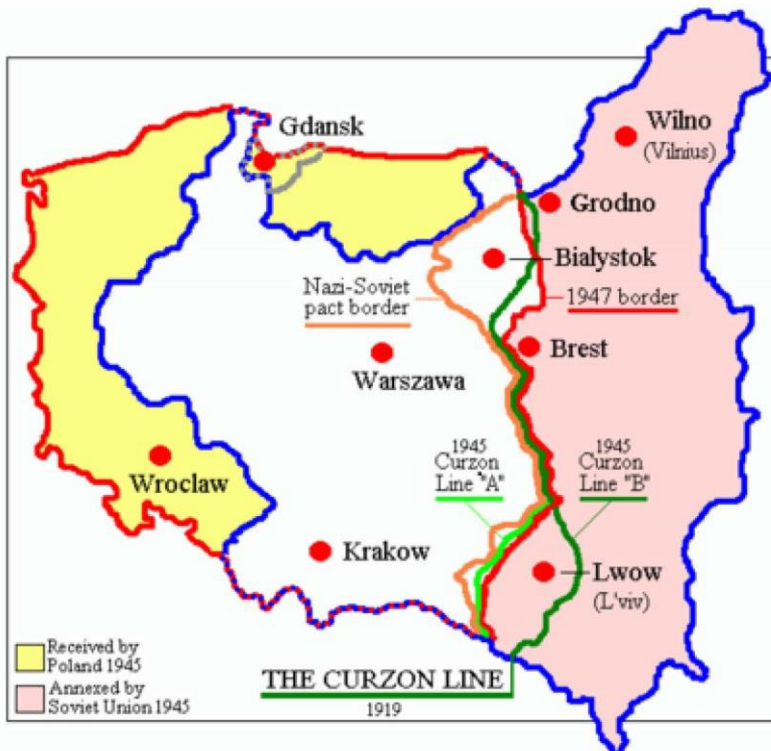 Gdansk
Wilno
(Vilnius)
Grodno
Bialystok
Nazi-Soviet
pact border
1947 border
Brest
Warszawa
1945
Curzon
Line "A"
1945
Curzon
Line "B"
Wroclaw
Krakow
Lwow
(L'viv)
Received by
Poland 1945
Annexed by
Soviet Union 1945
THE CURZON LINE
1919